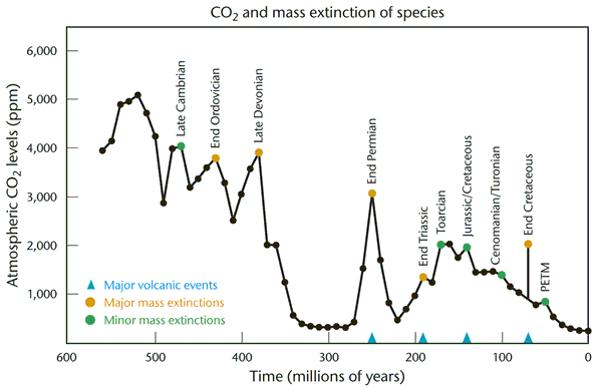 CO₂ and mass extinction of species
Atmospheric CO₂ levels (ppm)
6,000
5,000
4,000
3,000
2,000
1,000
Late Cambrian
End Ordovician
Late Devonian
End Permian
End Triassic
Toarcian
Jurassic/Cretaceous
Cenomanian/Turonian
End Cretaceous
PETM
Major volcanic events
Major mass extinctions
Minor mass extinctions
600 500 400 300 200 100 0
Time (millions of years)